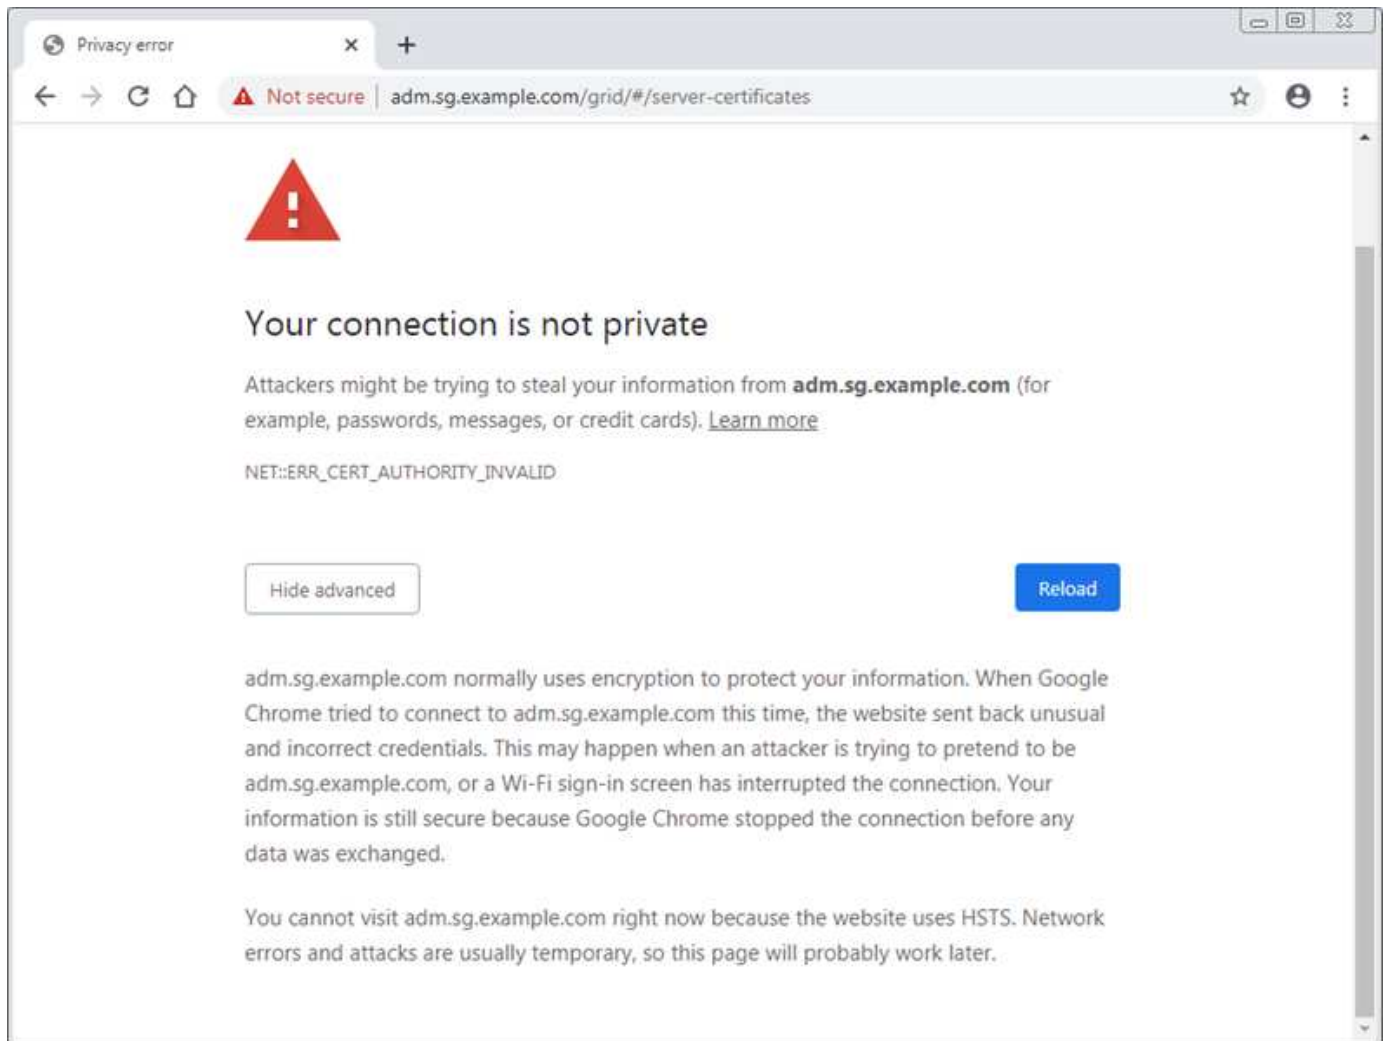 Privacy error
Not secure | adm.sg.example.com/grid/#/server-certificates
Your connection is not private
Attackers might be trying to steal your information from adm.sg.example.com (for
example, passwords, messages, or credit cards). Learn more
NET::ERR_CERT_AUTHORITY_INVALID
Hide advanced
Reload
adm.sg.example.com normally uses encryption to protect your information. When Google
Chrome tried to connect to adm.sg.example.com this time, the website sent back unusual
and incorrect credentials. This may happen when an attacker is trying to pretend to be
adm.sg.example.com, or a Wi-Fi sign-in screen has interrupted the connection. Your
information is still secure because Google Chrome stopped the connection before any
data was exchanged.
You cannot visit adm.sg.example.com right now because the website uses HSTS. Network
errors and attacks are usually temporary, so this page will probably work later.